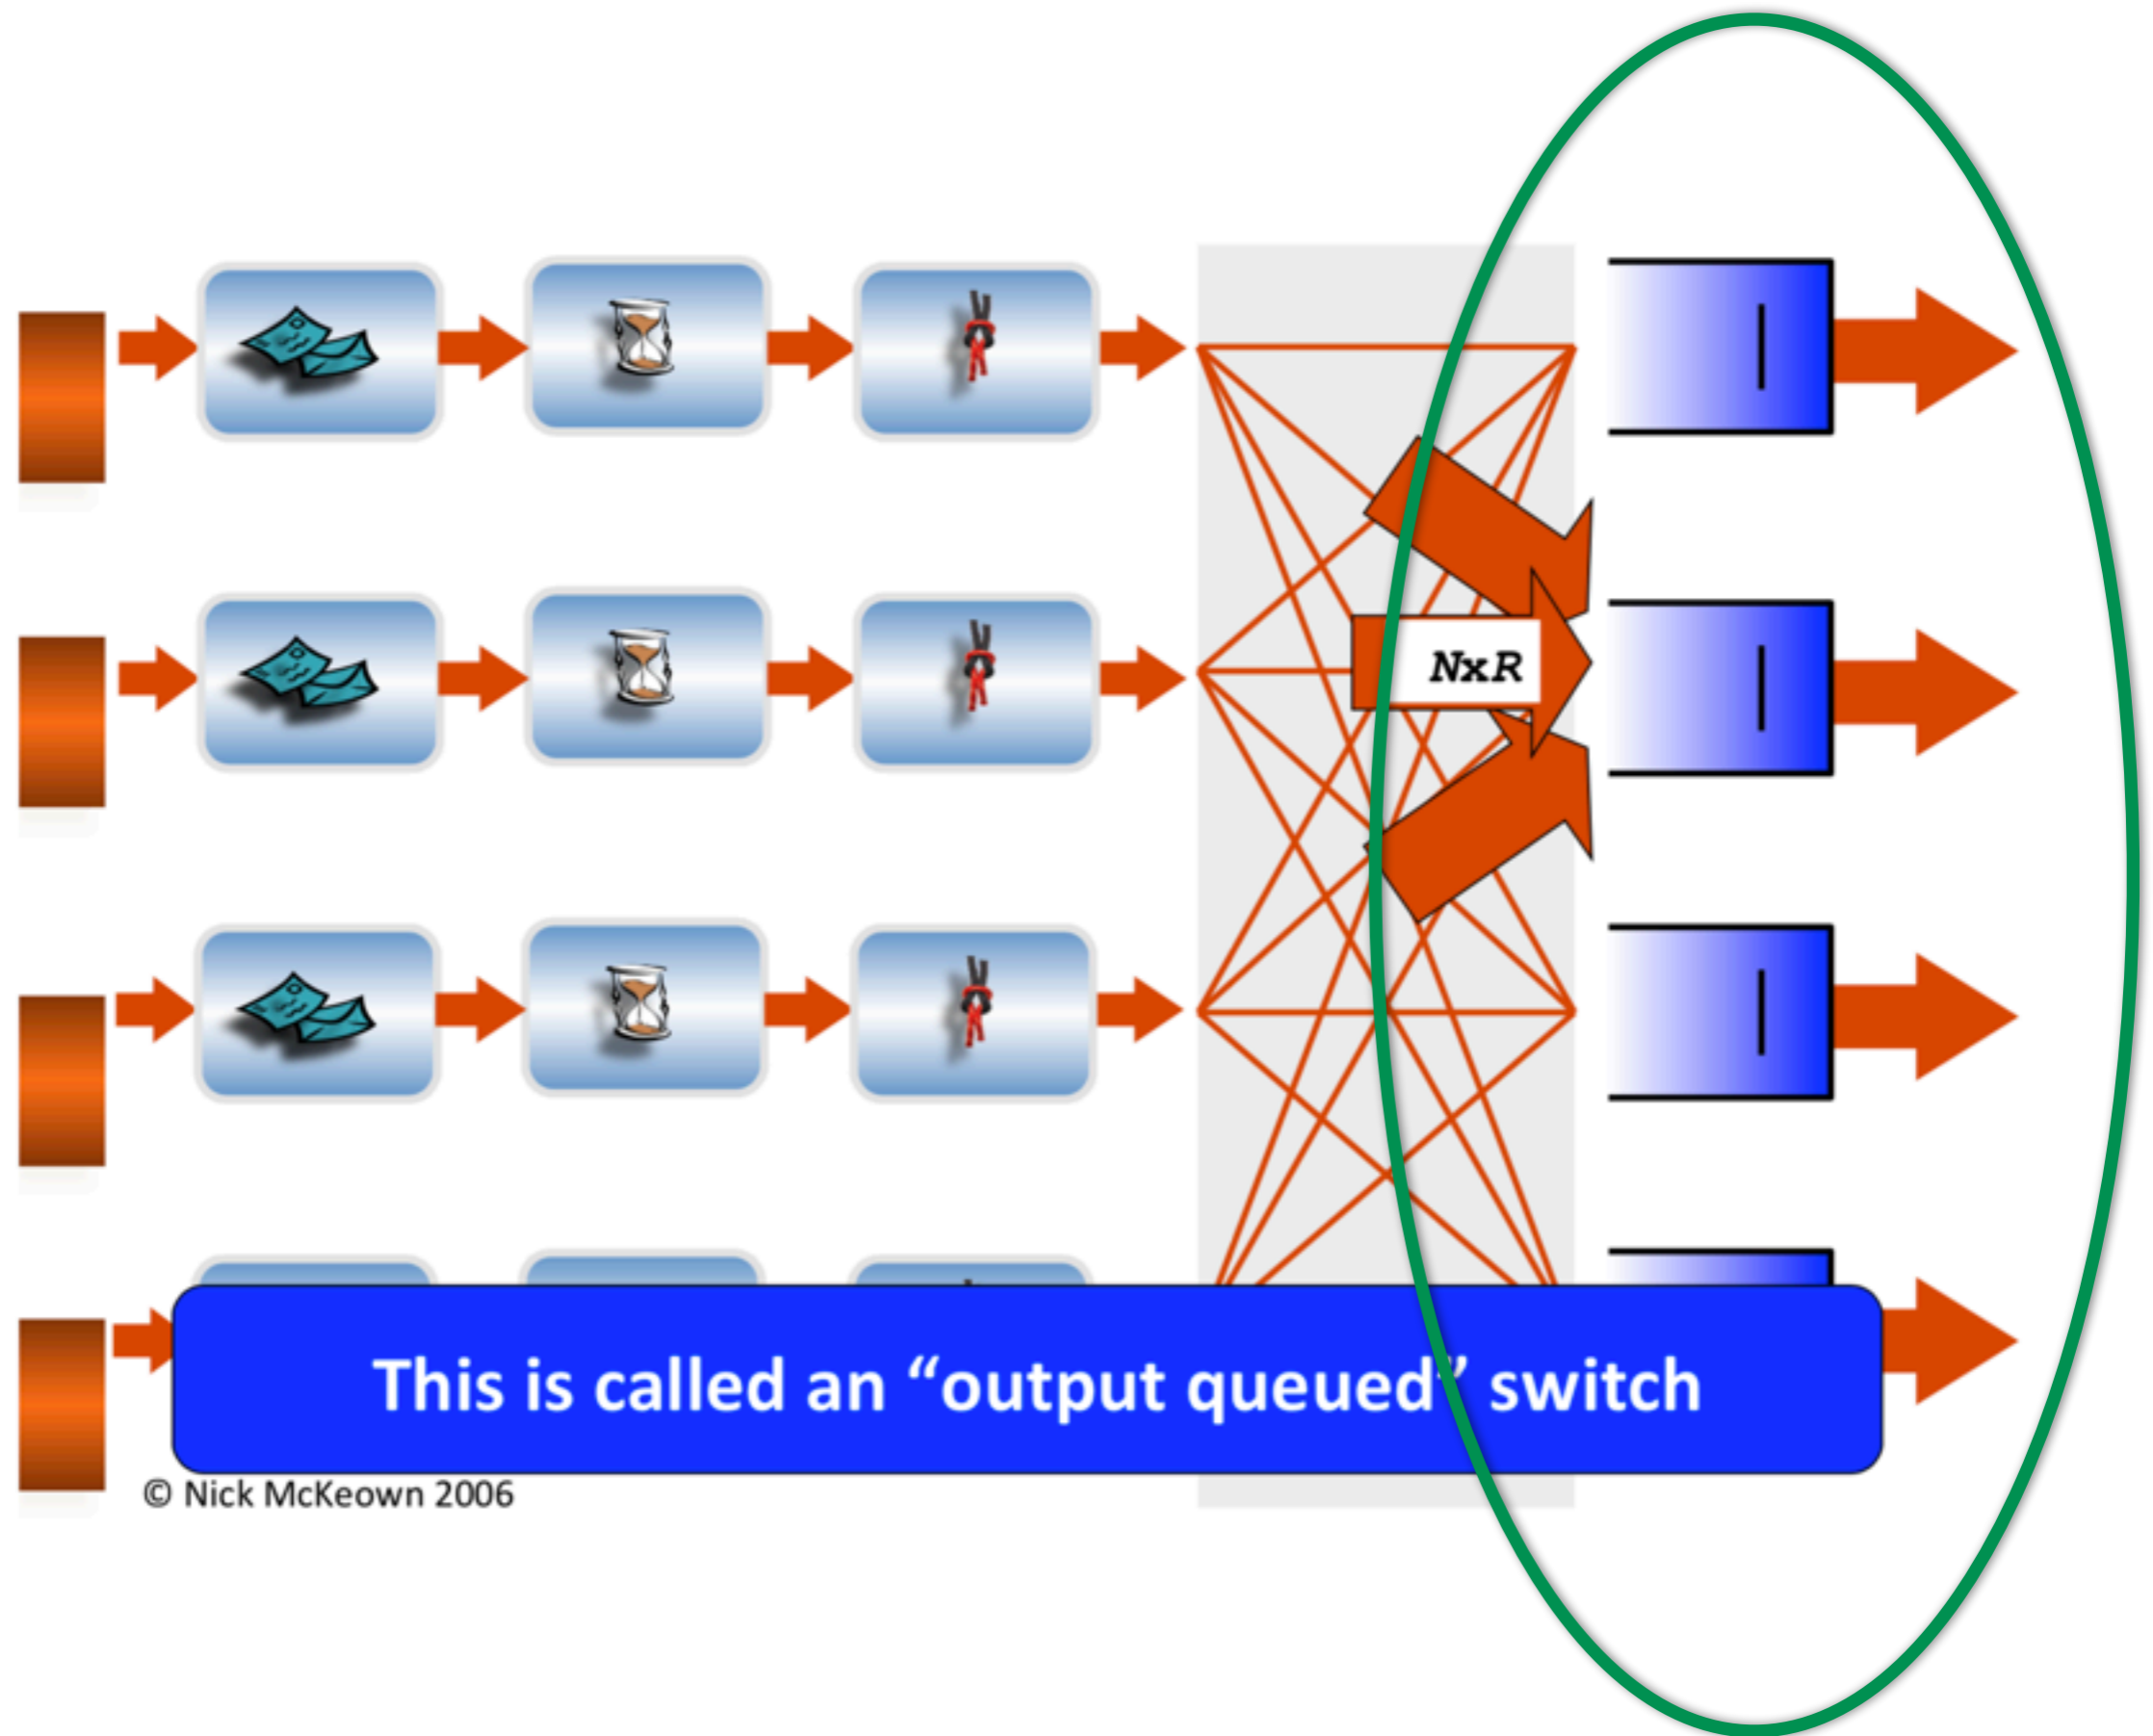 NxR
This is called an “output queued” switch
© Nick McKeown 2006